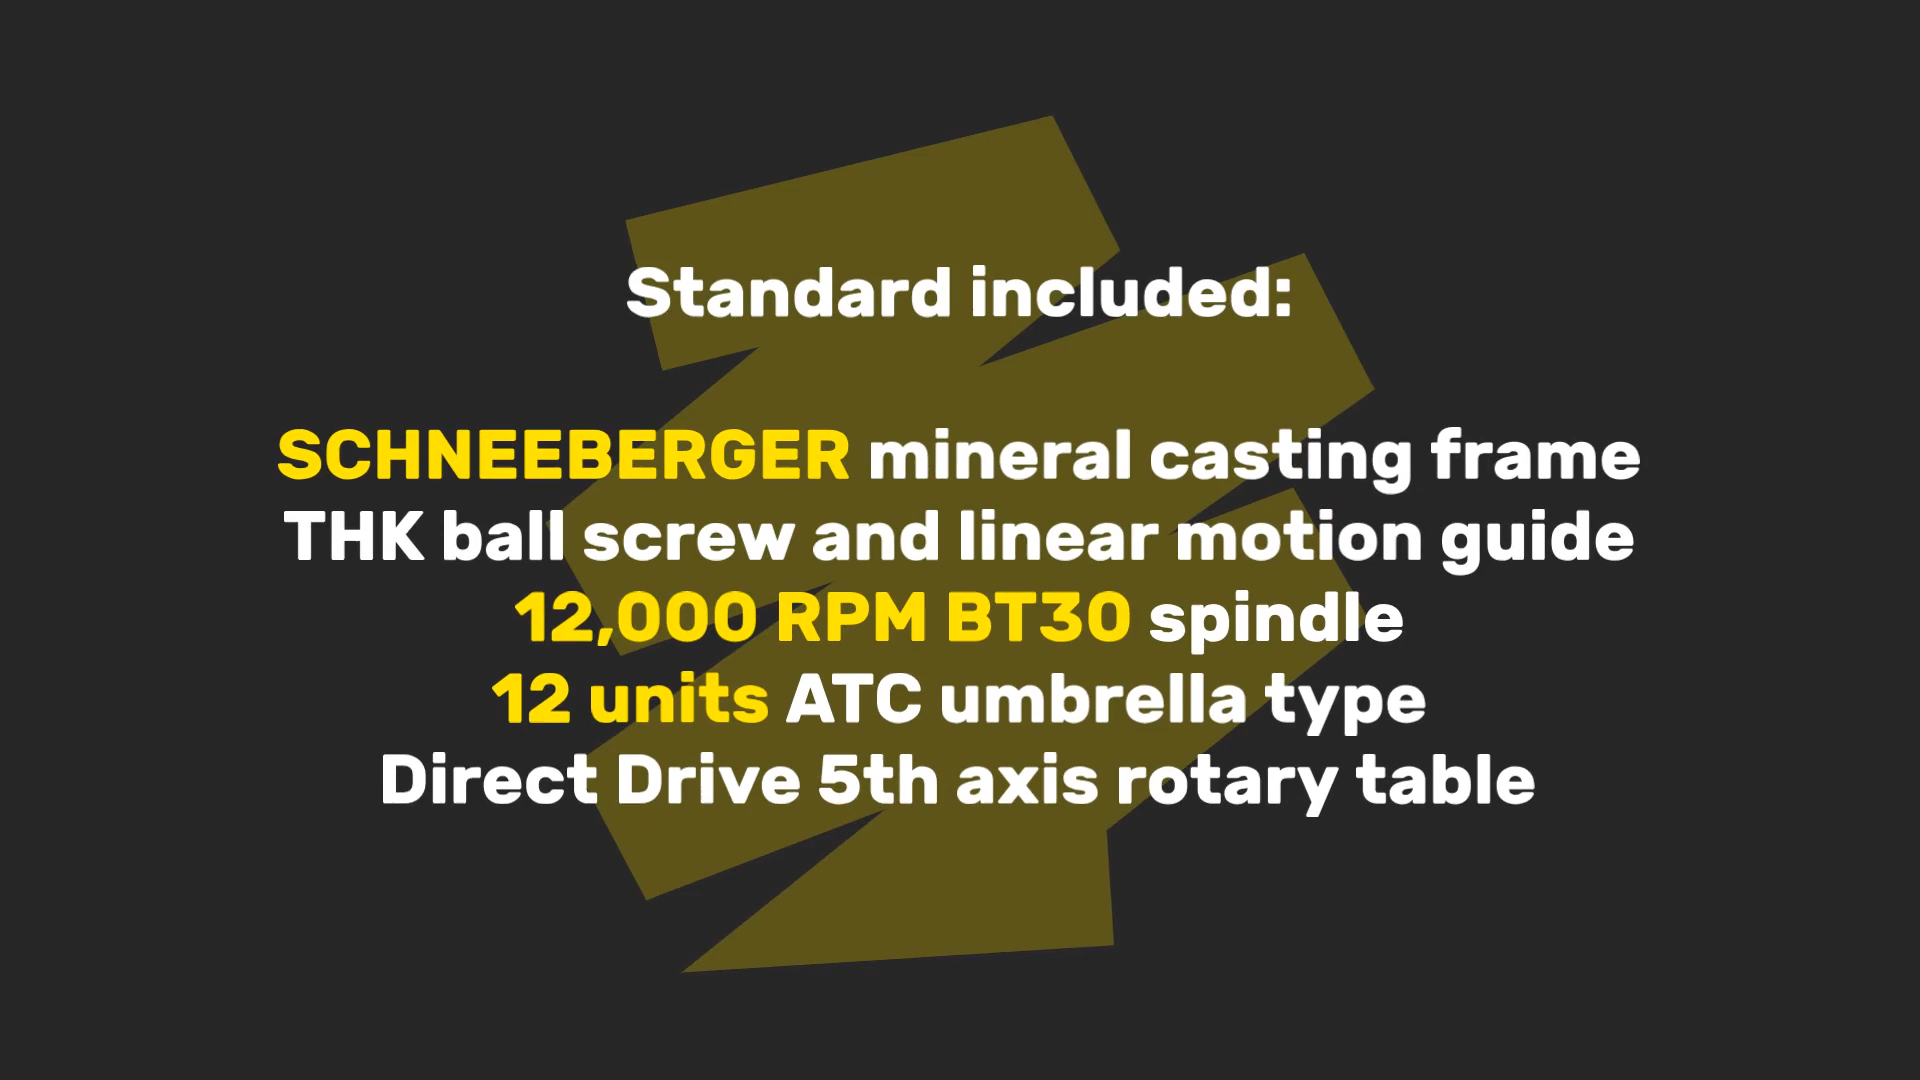 Standard included:
SCHNEEBERGER mineral casting frame
THK ball screw and linear motion guide
12,000 RPM BT30 spindle
12 units ATC umbrella type
Direct Drive 5th axis rotary table